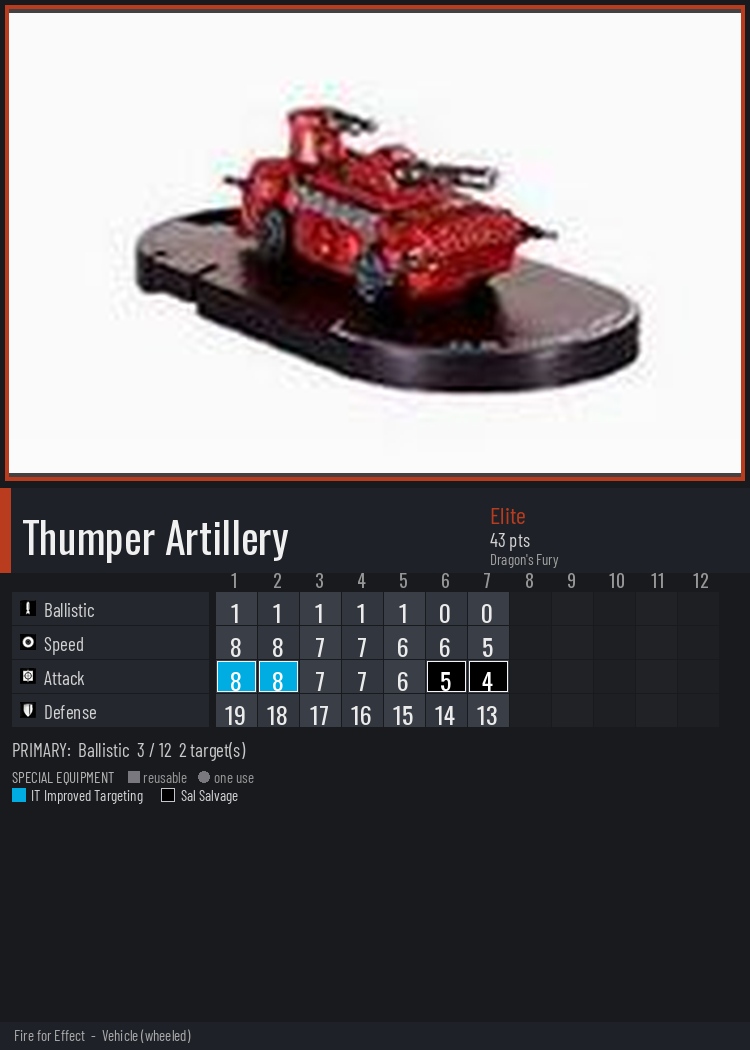 Thumper Artillery
Elite
43 pts
Dragon's Fury
1 2 3 4 5 6 7 8 9 10 11 12
Ballistic 1 1 1 1 1 0 0
Speed 8 8 7 7 6 6 5
Attack 8 8 7 7 6 5 4
Defense 19 18 17 16 15 14 13
PRIMARY: Ballistic 3 / 12 2 target(s)
SPECIAL EQUIPMENT reusable one use
IT Improved Targeting Sal Salvage
Fire for Effect - Vehicle (wheeled)